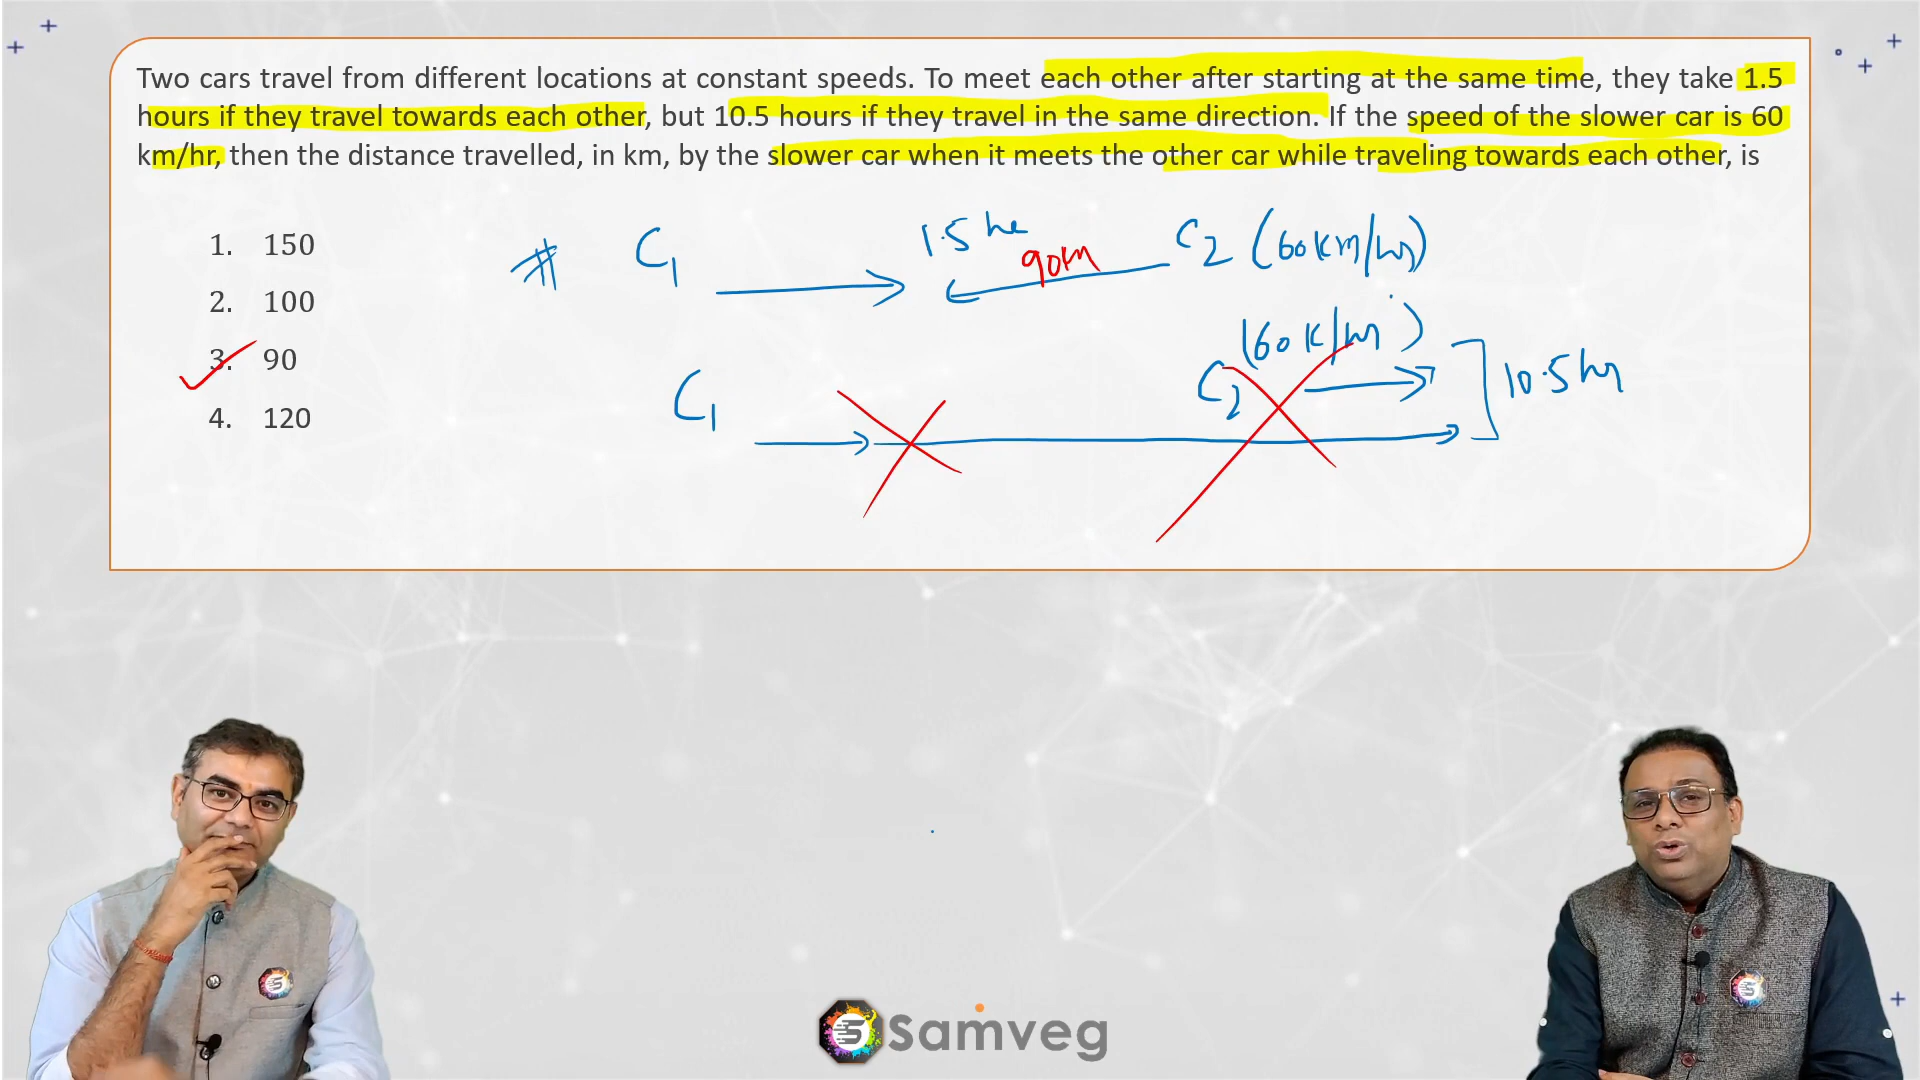 Two cars travel from different locations at constant speeds. To meet each other after starting at the same time, they take 1.5
hours if they travel towards each other, but 10.5 hours if they travel in the same direction. If the speed of the slower car is 60
km/hr, then the distance travelled, in km, by the slower car when it meets the other car while traveling towards each other, is
1. 150
2. 100
3. 90
4. 120
# C1 1.5 hr 90km C2 (60 km/hr)
(60 k/hr)
C1 C2 10.5 hr
Samveg